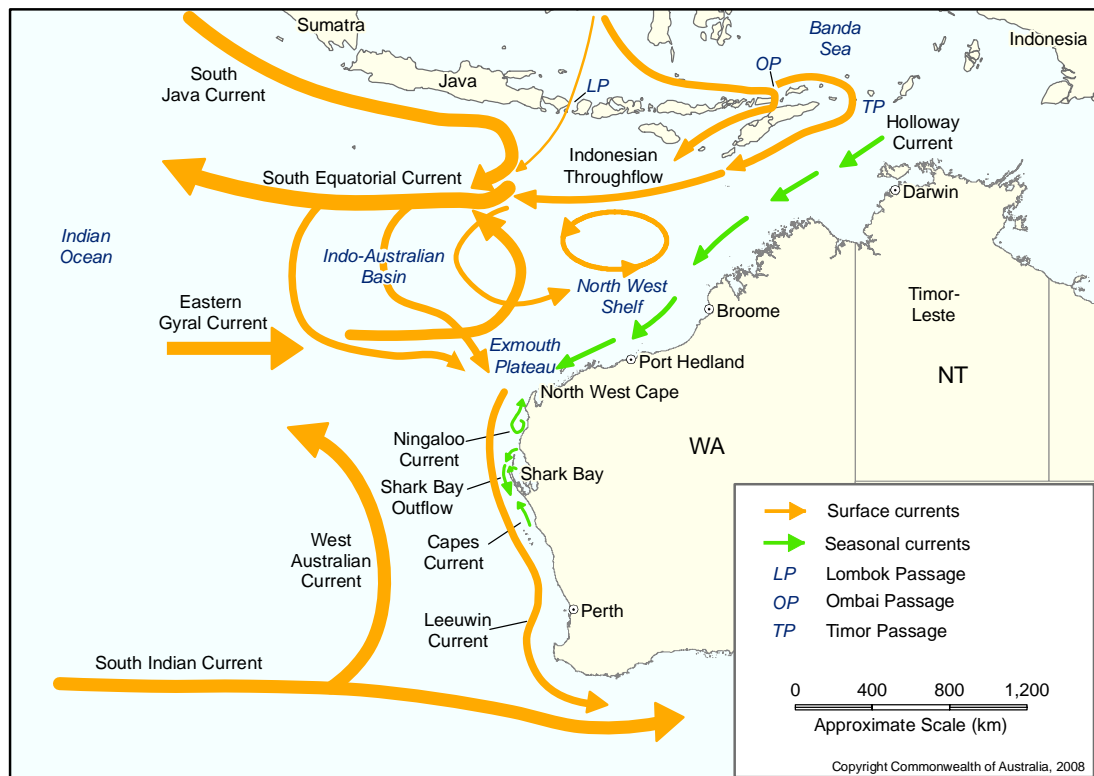 Sumatra
Banda
Sea
Indonesia
South
Java Current
Java
LP
OP
TP
Holloway
Current
Indonesian
Throughflow
South Equatorial Current
Darwin
Indian
Ocean
Indo-Australian
Basin
North West
Shelf
Eastern
Gyral Current
Broome
Timor-
Leste
Exmouth
Plateau
Port Hedland
NT
North West Cape
Ningaloo
Current
WA
Shark Bay
Shark Bay
Outflow
West
Australian
Current
Capes
Current
Leeuwin
Current
Perth
South Indian Current
Surface currents
Seasonal currents
LP Lombok Passage
OP Ombai Passage
TP Timor Passage
0 400 800 1,200
Approximate Scale (km)
Copyright Commonwealth of Australia, 2008